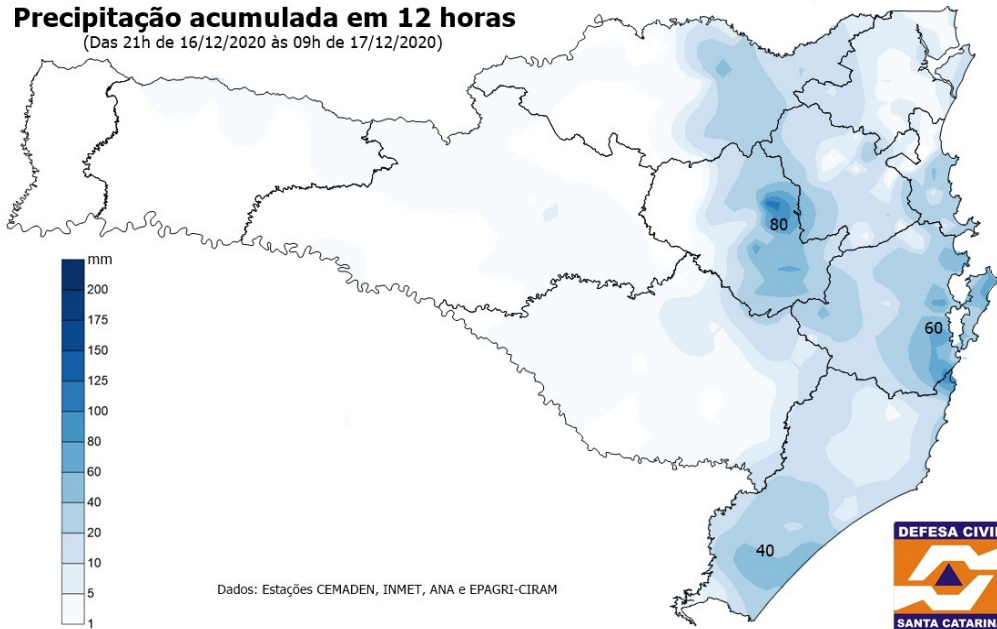 Precipitação acumulada em 12 horas
(Das 21h de 16/12/2020 às 09h de 17/12/2020)
80
60
40
mm
200
175
150
125
100
80
60
40
20
10
5
1
Dados: Estações CEMADEN, INMET, ANA e EPAGRI-CIRAM
DEFESA CIVIL
SANTA CATARINA